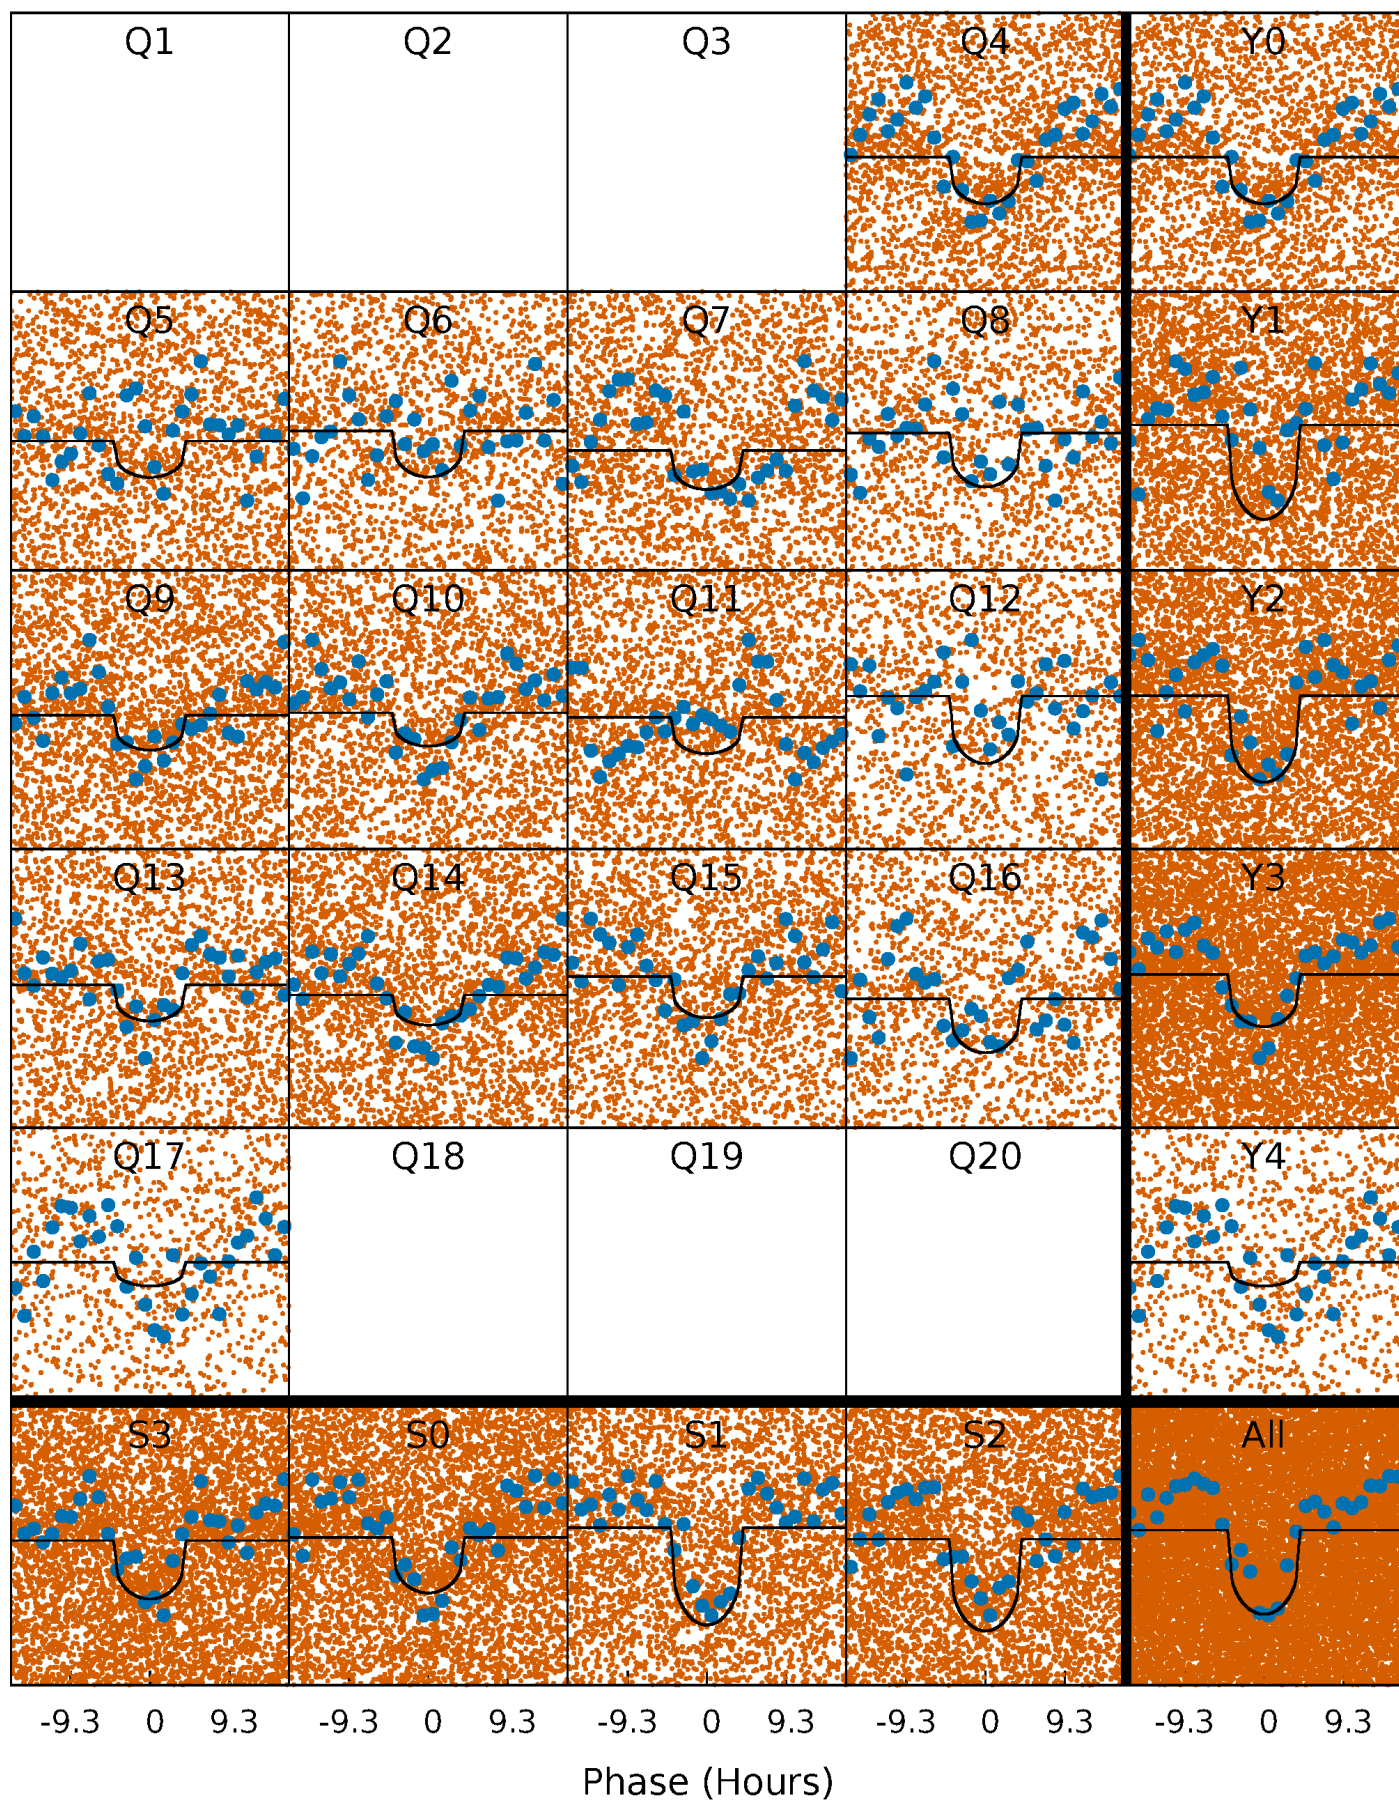 Q1 Q2 Q3 Q4 Y0
Q5 Q6 Q7 Q8 Y1
Q9 Q10 Q11 Q12 Y2
Q13 Q14 Q15 Q16 Y3
Q17 Q18 Q19 Q20 Y4
S3 S0 S1 S2 All
-9.3 0 9.3 -9.3 0 9.3 -9.3 0 9.3 -9.3 0 9.3 -9.3 0 9.3
Phase (Hours)